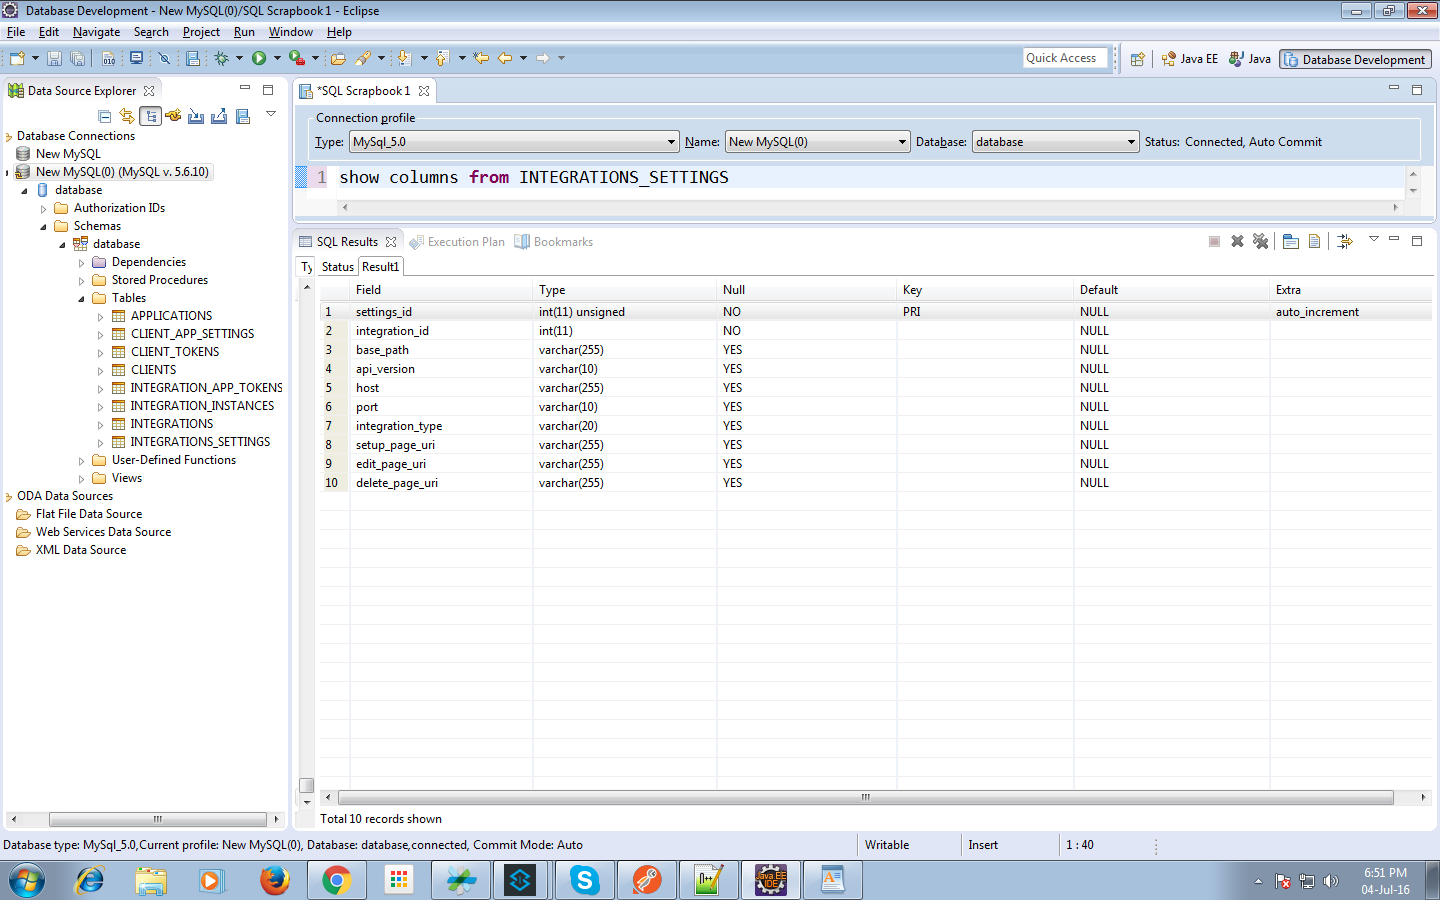 Database Development - New MySQL(0)/SQL Scrapbook 1 - Eclipse
File Edit Navigate Search Project Run Window Help
Quick Access
Java EE
Java
Database Development
Data Source Explorer
Database Connections
New MySQL
New MySQL(0) (MySQL v. 5.6.10)
database
Authorization IDs
Schemas
database
Dependencies
Stored Procedures
Tables
APPLICATIONS
CLIENT_APP_SETTINGS
CLIENT_TOKENS
CLIENTS
INTEGRATION_APP_TOKENS
INTEGRATION_INSTANCES
INTEGRATIONS
INTEGRATIONS_SETTINGS
User-Defined Functions
Views
ODA Data Sources
Flat File Data Source
Web Services Data Source
XML Data Source
*SQL Scrapbook 1
Connection profile
Type: MySql_5.0 Name: New MySQL(0) Database: database Status: Connected, Auto Commit
1 show columns from INTEGRATIONS_SETTINGS
SQL Results Execution Plan Bookmarks
Ty Status Result1
Field Type Null Key Default Extra
1 settings_id int(11) unsigned NO PRI NULL auto_increment
2 integration_id int(11) NO NULL
3 base_path varchar(255) YES NULL
4 api_version varchar(10) YES NULL
5 host varchar(255) YES NULL
6 port varchar(10) YES NULL
7 integration_type varchar(20) YES NULL
8 setup_page_uri varchar(255) YES NULL
9 edit_page_uri varchar(255) YES NULL
10 delete_page_uri varchar(255) YES NULL
Total 10 records shown
Database type: MySql_5.0,Current profile: New MySQL(0), Database: database,connected, Commit Mode: Auto
Writable
Insert
1 : 40
Java EE
IDE
6:51 PM
04-Jul-16